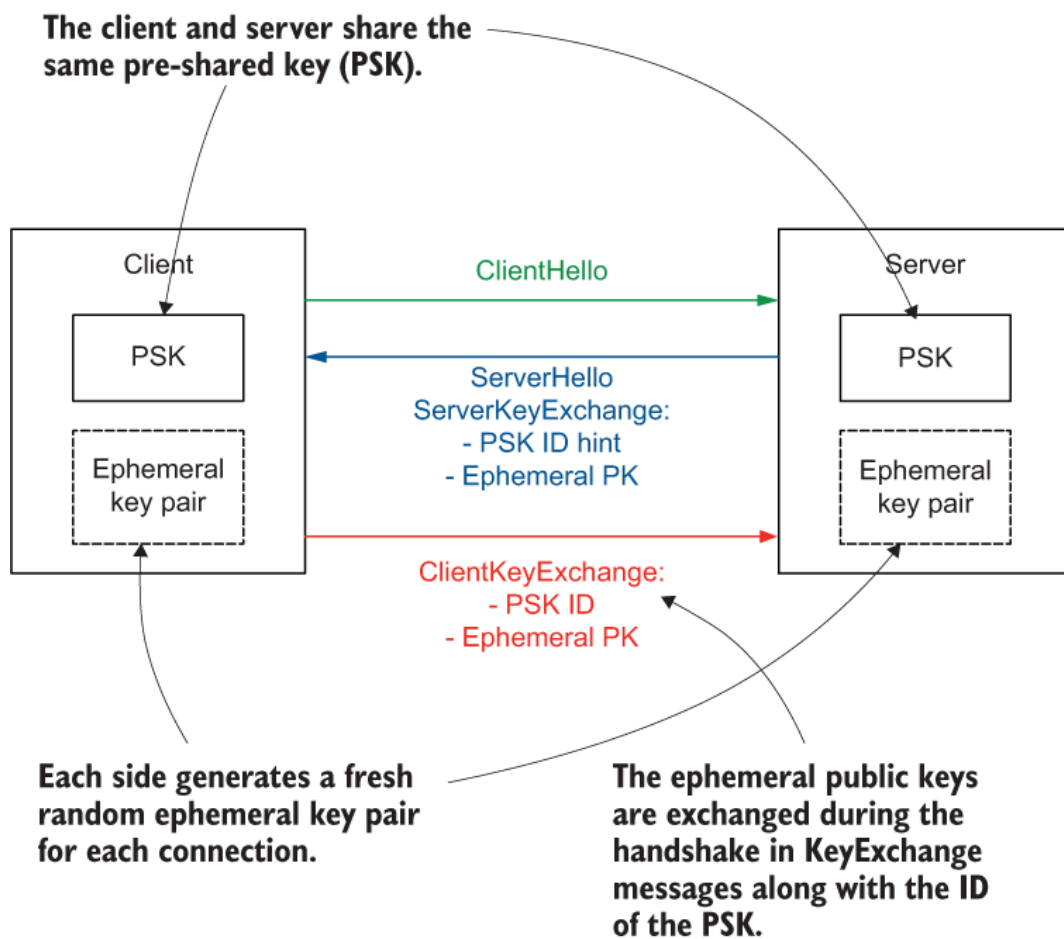 The client and server share the
same pre-shared key (PSK).
Client
Server
ClientHello
PSK
PSK
ServerHello
ServerKeyExchange:
- PSK ID hint
- Ephemeral PK
Ephemeral
key pair
Ephemeral
key pair
ClientKeyExchange:
- PSK ID
- Ephemeral PK
Each side generates a fresh
random ephemeral key pair
for each connection.
The ephemeral public keys
are exchanged during the
handshake in KeyExchange
messages along with the ID
of the PSK.